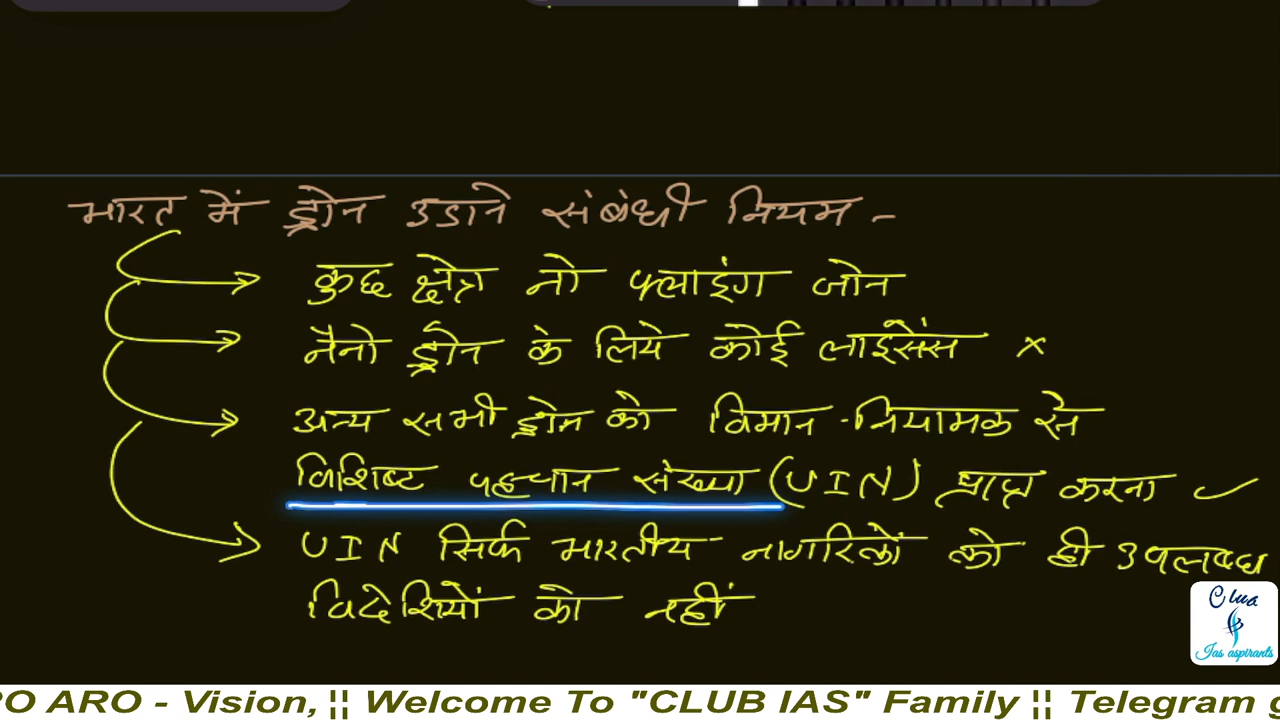 भारत में ड्रोन उडाने संबंधी नियम -
कुछ क्षेत्र नो फ्लाइंग जोन
नैनो ड्रोन के लिये कोई लाइसेंस ×
अन्य सभी ड्रोन को विमान -नियामक से
विशिष्ट पहचान संख्या (UIN) प्राप्त करना ✓
UIN सिर्फ भारतीय नागरिकों को ही उपलब्ध
विदेशियों को नहीं
Club
Ias aspirants
RO ARO - Vision, || Welcome To "CLUB IAS" Family || Telegram g